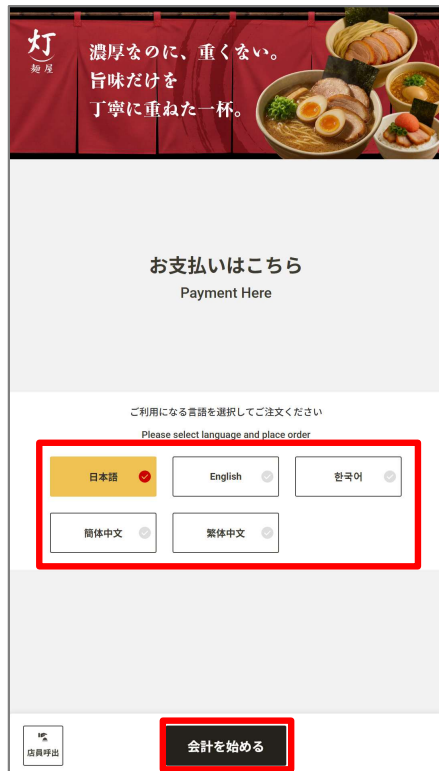 灯
麺屋
濃厚なのに、重くない。
旨味だけを
丁寧に重ねた一杯。
お支払いはこちら
Payment Here
ご利用になる言語を選択してご注文ください
Please select language and place order
日本語
English
한국어
簡体中文
繁体中文
店員呼出
会計を始める